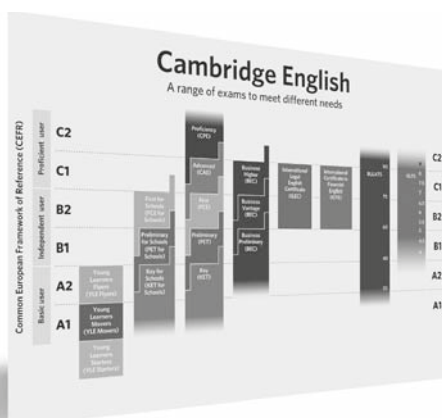 Cambridge English
A range of exams to meet different needs
Common European Framework of Reference (CEFR)
Proficient user
Independent user
Basic user
C2
C1
B2
B1
A2
A1
Young
Learners
Flyers
(YLE Flyers)
Young
Learners
Movers
(YLE Movers)
Young
Learners
Starters
(YLE Starters)
First for
Schools
(FCE for
Schools)
Preliminary
for Schools
(PET for
Schools)
Key for
Schools
(KET for
Schools)
Proficiency
(CPE)
Advanced
(CAE)
First
(FCE)
Preliminary
(PET)
Key
(KET)
Business
Higher
(BEC)
Business
Vantage
(BEC)
Business
Preliminary
(BEC)
International
Legal
English
Certificate
(ILEC)
International
Certificate in
Financial
English
(ICFE)
BULATS
IELTS
C2
C1
B2
B1
A2
A1